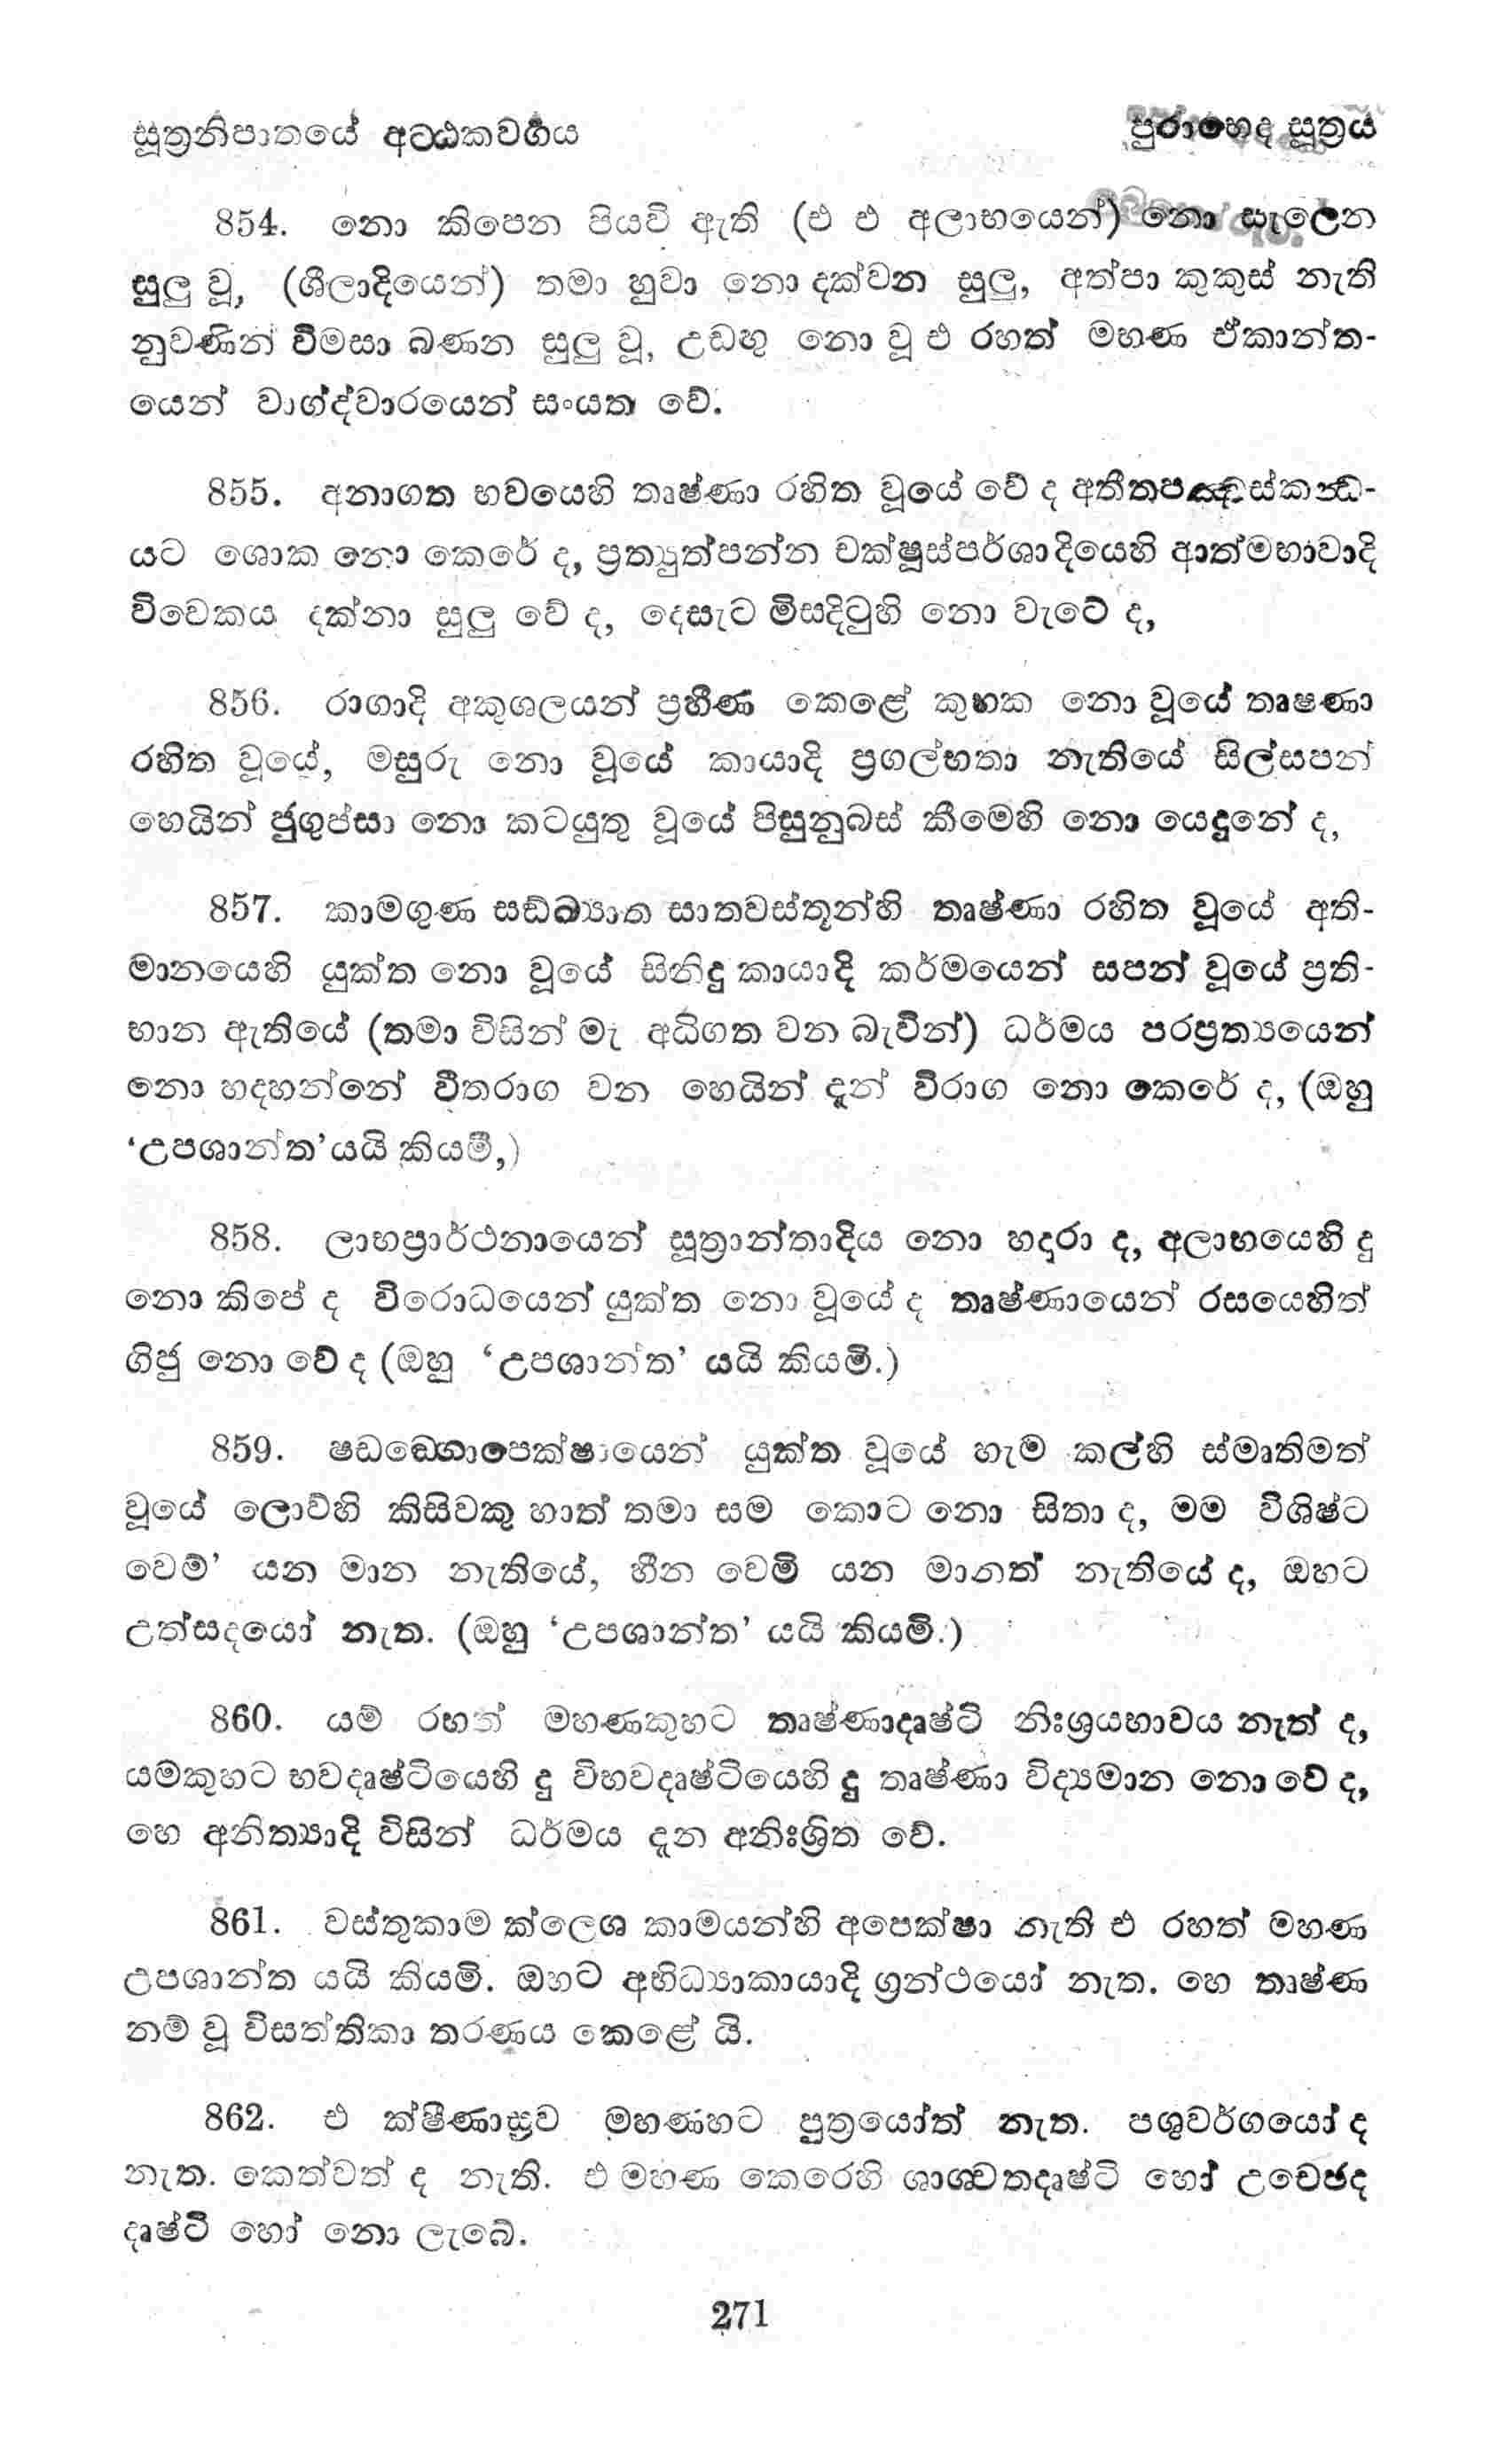 සූත්‍රනිපාතයේ අට්ඨකවර්ගය
පුරාභෙද සූත්‍රය
854. නො කිපෙන පියවි ඇති (එ එ අලාභයෙන්) නො සැලෙන
සුලු වූ, (ශීලාදියෙන්) තමා හුවා නො දක්වන සුලු, අත්පා කුකුස් නැති
නුවණින් විමසා බණන සුලු වූ, උඩඟු නො වූ එ රහත් මහණ ඒකාන්ත-
යෙන් වාග්ද්වාරයෙන් සංයත වේ.
855. අනාගත භවයෙහි තෘෂ්ණා රහිත වූයේ වේ ද අතීතපඤ්චස්කන්ධ-
යට ශොක නො කෙරේ ද, ප්‍රත්‍යුත්පන්න චක්ෂූස්පර්ශාදියෙහි ආත්මභාවාදි
විවෙකය දක්නා සුලු වේ ද, දෙසැට මිසදිටුහි නො වැටේ ද,
856. රාගාදි අකුශලයන් ප්‍රහීණ කෙළේ කුහක නො වූයේ තෘෂණා
රහිත වූයේ, මසුරු නො වූයේ කායාදි ප්‍රගල්භතා නැතියේ සිල්සපන්
හෙයින් ජුගුප්සා නො කටයුතු වූයේ පිසුනුබස් කීමෙහි නො යෙදුනේ ද,
857. කාමගුණ සඞ්ඛ්‍යාත සාතවස්තූන්හි තෘෂ්ණා රහිත වූයේ අති-
මානයෙහි යුක්ත නො වූයේ සිනිදු කායාදි කර්මයෙන් සපන් වූයේ ප්‍රති-
භාන ඇතියේ (තමා විසින් මැ අධිගත වන බැවින්) ධර්මය පරප්‍රත්‍යයෙන්
නො හදහන්නේ වීතරාග වන හෙයින් දැන් විරාග නො කෙරේ ද, (ඔහු
‘උපශාන්ත’යයි කියමි,)
858. ලාභප්‍රාර්ථනායෙන් සූත්‍රාන්තාදිය නො හදාරා ද, අලාභයෙහි දු
නො කිපේ ද විරොධයෙන් යුක්ත නො වූයේ ද තෘෂ්ණායෙන් රසයෙහිත්
ගිජු නො වේ ද (ඔහු ‘උපශාන්ත’ යයි කියමි.)
859. ෂඩඞ්ගොපෙක්ෂායෙන් යුක්ත වූයේ හැම කල්හි ස්මෘතිමත්
වූයේ ලොව්හි කිසිවකු හාත් තමා සම කොට නො සිතා ද, මම විශිෂ්ට
වෙම්’ යන මාන නැතියේ, හීන වෙමි යන මානත් නැතියේ ද, ඔහට
උත්සදයෝ නැත. (ඔහු ‘උපශාන්ත’ යයි කියමි.)
860. යම් රහත් මහණකුහට තෘෂ්ණාදෘෂ්ටි නිඃශ්‍රයභාවය නැත් ද,
යමකුහට භවදෘෂ්ටියෙහි දු විභවදෘෂ්ටියෙහි දු තෘෂ්ණා විද්‍යමාන නො වේ ද,
හෙ අනිත්‍යාදි විසින් ධර්මය දැන අනිඃශ්‍රිත වේ.
861. වස්තුකාම ක්ලෙශ කාමයන්හි අපෙක්ෂා නැති එ රහත් මහණ
උපශාන්ත යයි කියමි. ඔහට අභිධ්‍යාකායාදි ග්‍රන්ථයෝ නැත. හෙ තෘෂ්ණ
නම් වූ විසත්තිකා තරණය කෙළේ යි.
862. එ ක්ෂීණාස්‍රව මහණහට පුත්‍රයෝත් නැත. පශුවර්ගයෝ ද
නැත. කෙත්වත් ද නැති. එ මහණ කෙරෙහි ශාශ්වතදෘෂ්ටි හෝ උච්ඡෙද
දෘෂ්ටි හෝ නො ලැබේ.
271